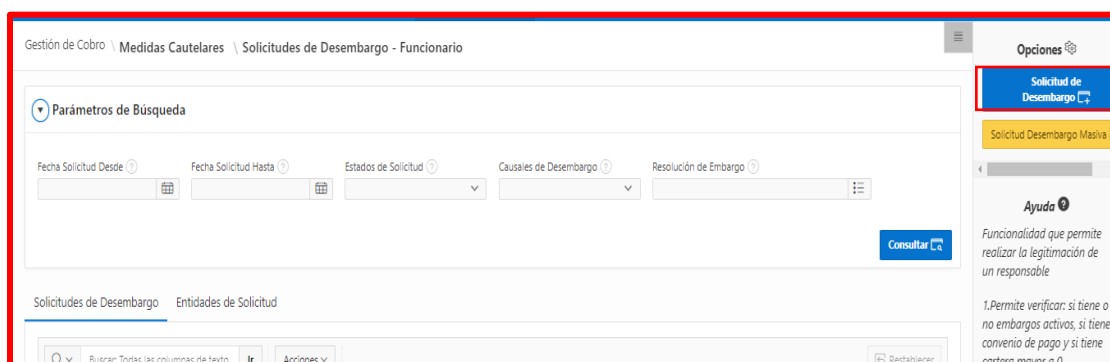 Gestión de Cobro \ Medidas Cautelares \ Solicitudes de Desembargo - Funcionario
Parámetros de Búsqueda
Fecha Solicitud Desde
Fecha Solicitud Hasta
Estados de Solicitud
Causales de Desembargo
Resolución de Embargo
Consultar
Solicitudes de Desembargo
Entidades de Solicitud
Buscar: Todas las columnas de texto
Ir
Acciones
Restablecer
Opciones
Solicitud de
Desembargo
Solicitud Desembargo Masiva
Ayuda
Funcionalidad que permite
realizar la legitimación de
un responsable
1.Permite verificar: si tiene o
no embargos activos, si tiene
convenio de pago y si tiene
cartera mayor a 0